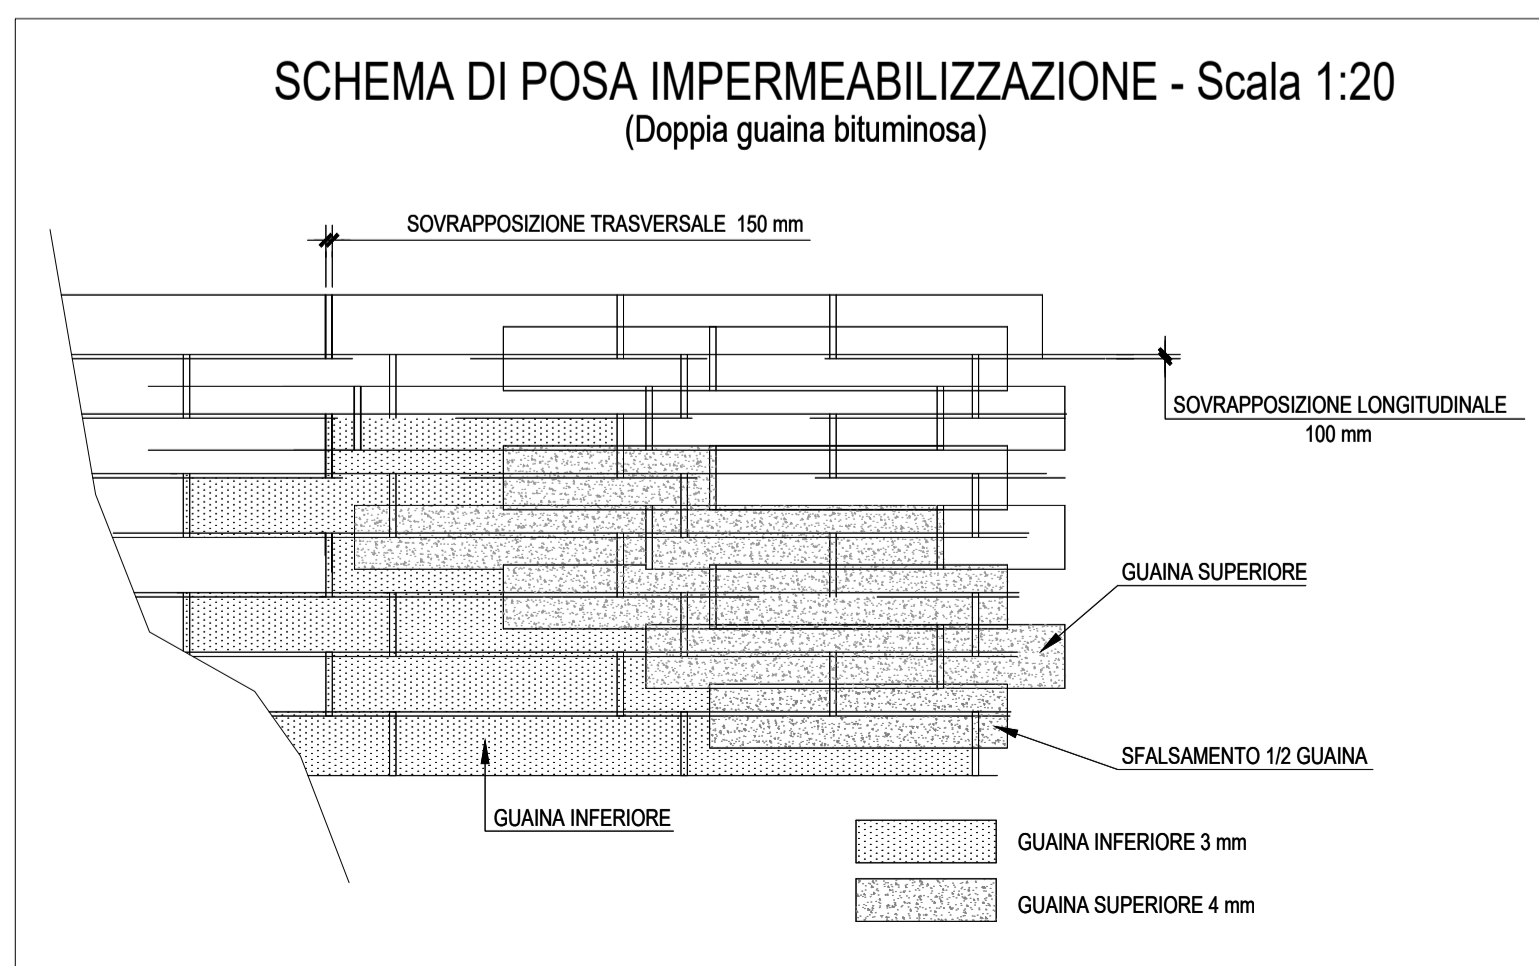 SCHEMA DI POSA IMPERMEABILIZZAZIONE - Scala 1:20
(Doppia guaina bituminosa)
SOVRAPPOSIZIONE TRASVERSALE 150 mm
SOVRAPPOSIZIONE LONGITUDINALE
100 mm
GUAINA SUPERIORE
SFALSAMENTO 1/2 GUAINA
GUAINA INFERIORE
GUAINA INFERIORE 3 mm
GUAINA SUPERIORE 4 mm